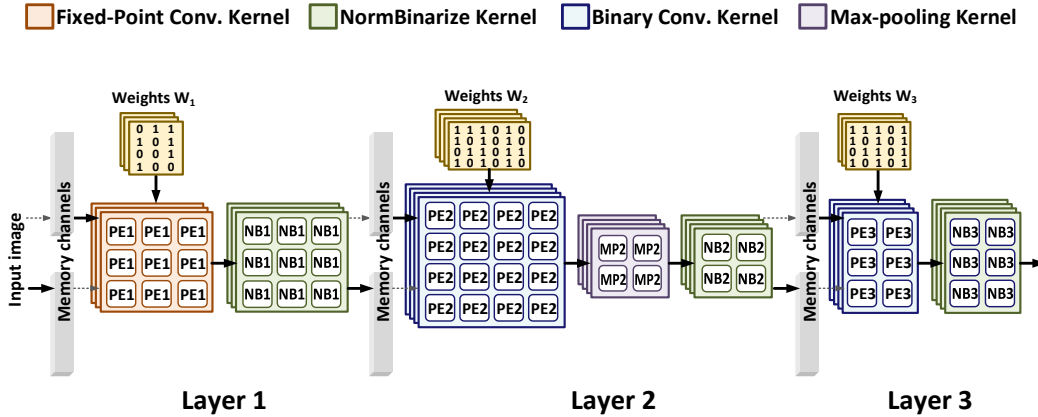 Fixed-Point Conv. Kernel
NormBinarize Kernel
Binary Conv. Kernel
Max-pooling Kernel
Weights W₁
Weights W₂
Weights W₃
0 1 1
1 0 1
0 1 1
1 0 0
1 1 1 0 1 0
1 0 1 0 1 0
0 1 1 0 1 1
1 0 1 0 1 0
1 1 1 0 1
1 0 1 0 1
0 1 1 0 1
1 0 1 0 1
Input image
Memory channels
Memory channels
PE1 PE1 PE1
PE1 PE1 PE1
PE1 PE1 PE1
NB1 NB1 NB1
NB1 NB1 NB1
NB1 NB1 NB1
Memory channels
Memory channels
PE2 PE2 PE2 PE2
PE2 PE2 PE2 PE2
PE2 PE2 PE2 PE2
PE2 PE2 PE2 PE2
MP2 MP2
MP2 MP2
NB2 NB2
NB2 NB2
Memory channels
Memory channels
PE3 PE3
PE3 PE3
PE3 PE3
NB3 NB3
NB3 NB3
NB3 NB3
Layer 1
Layer 2
Layer 3